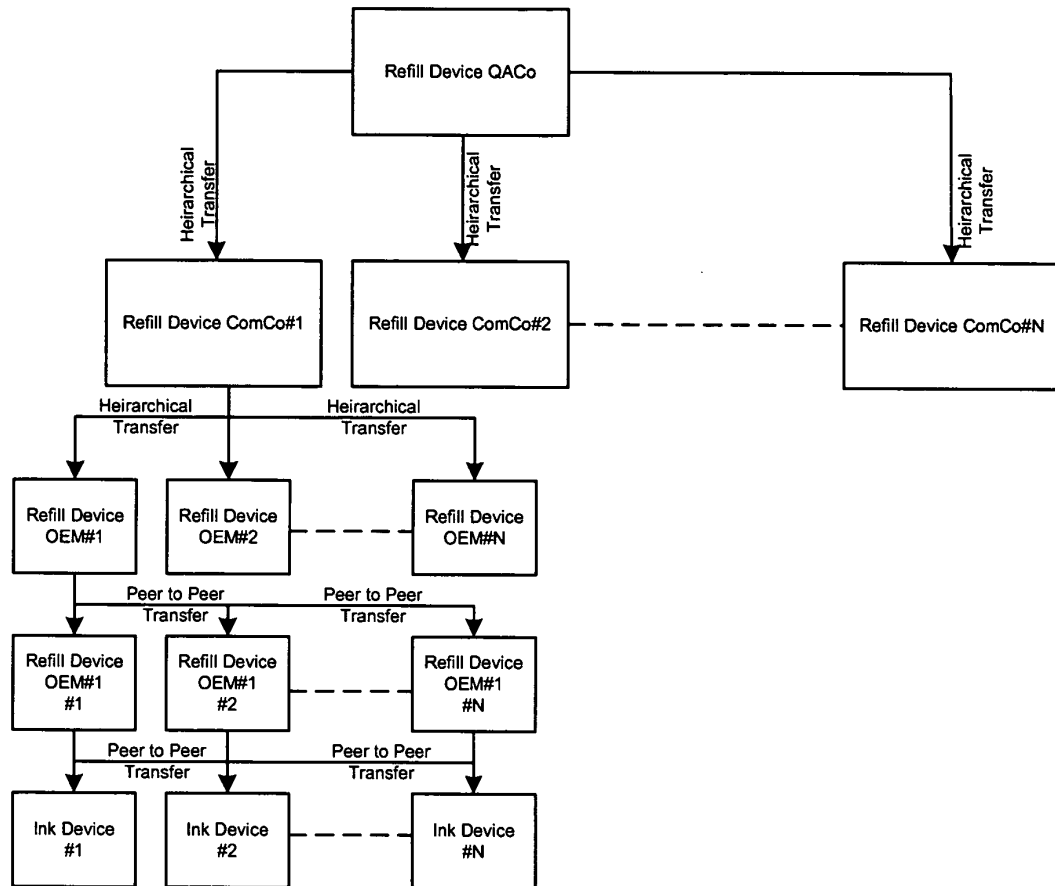 Refill Device QACo
Heirarchical
Transfer
Heirarchical
Transfer
Heirarchical
Transfer
Refill Device ComCo#1
Refill Device ComCo#2
Refill Device ComCo#N
Heirarchical
Transfer
Heirarchical
Transfer
Refill Device
OEM#1
Refill Device
OEM#2
Refill Device
OEM#N
Peer to Peer
Transfer
Peer to Peer
Transfer
Refill Device
OEM#1
#1
Refill Device
OEM#1
#2
Refill Device
OEM#1
#N
Peer to Peer
Transfer
Peer to Peer
Transfer
Ink Device
#1
Ink Device
#2
Ink Device
#N